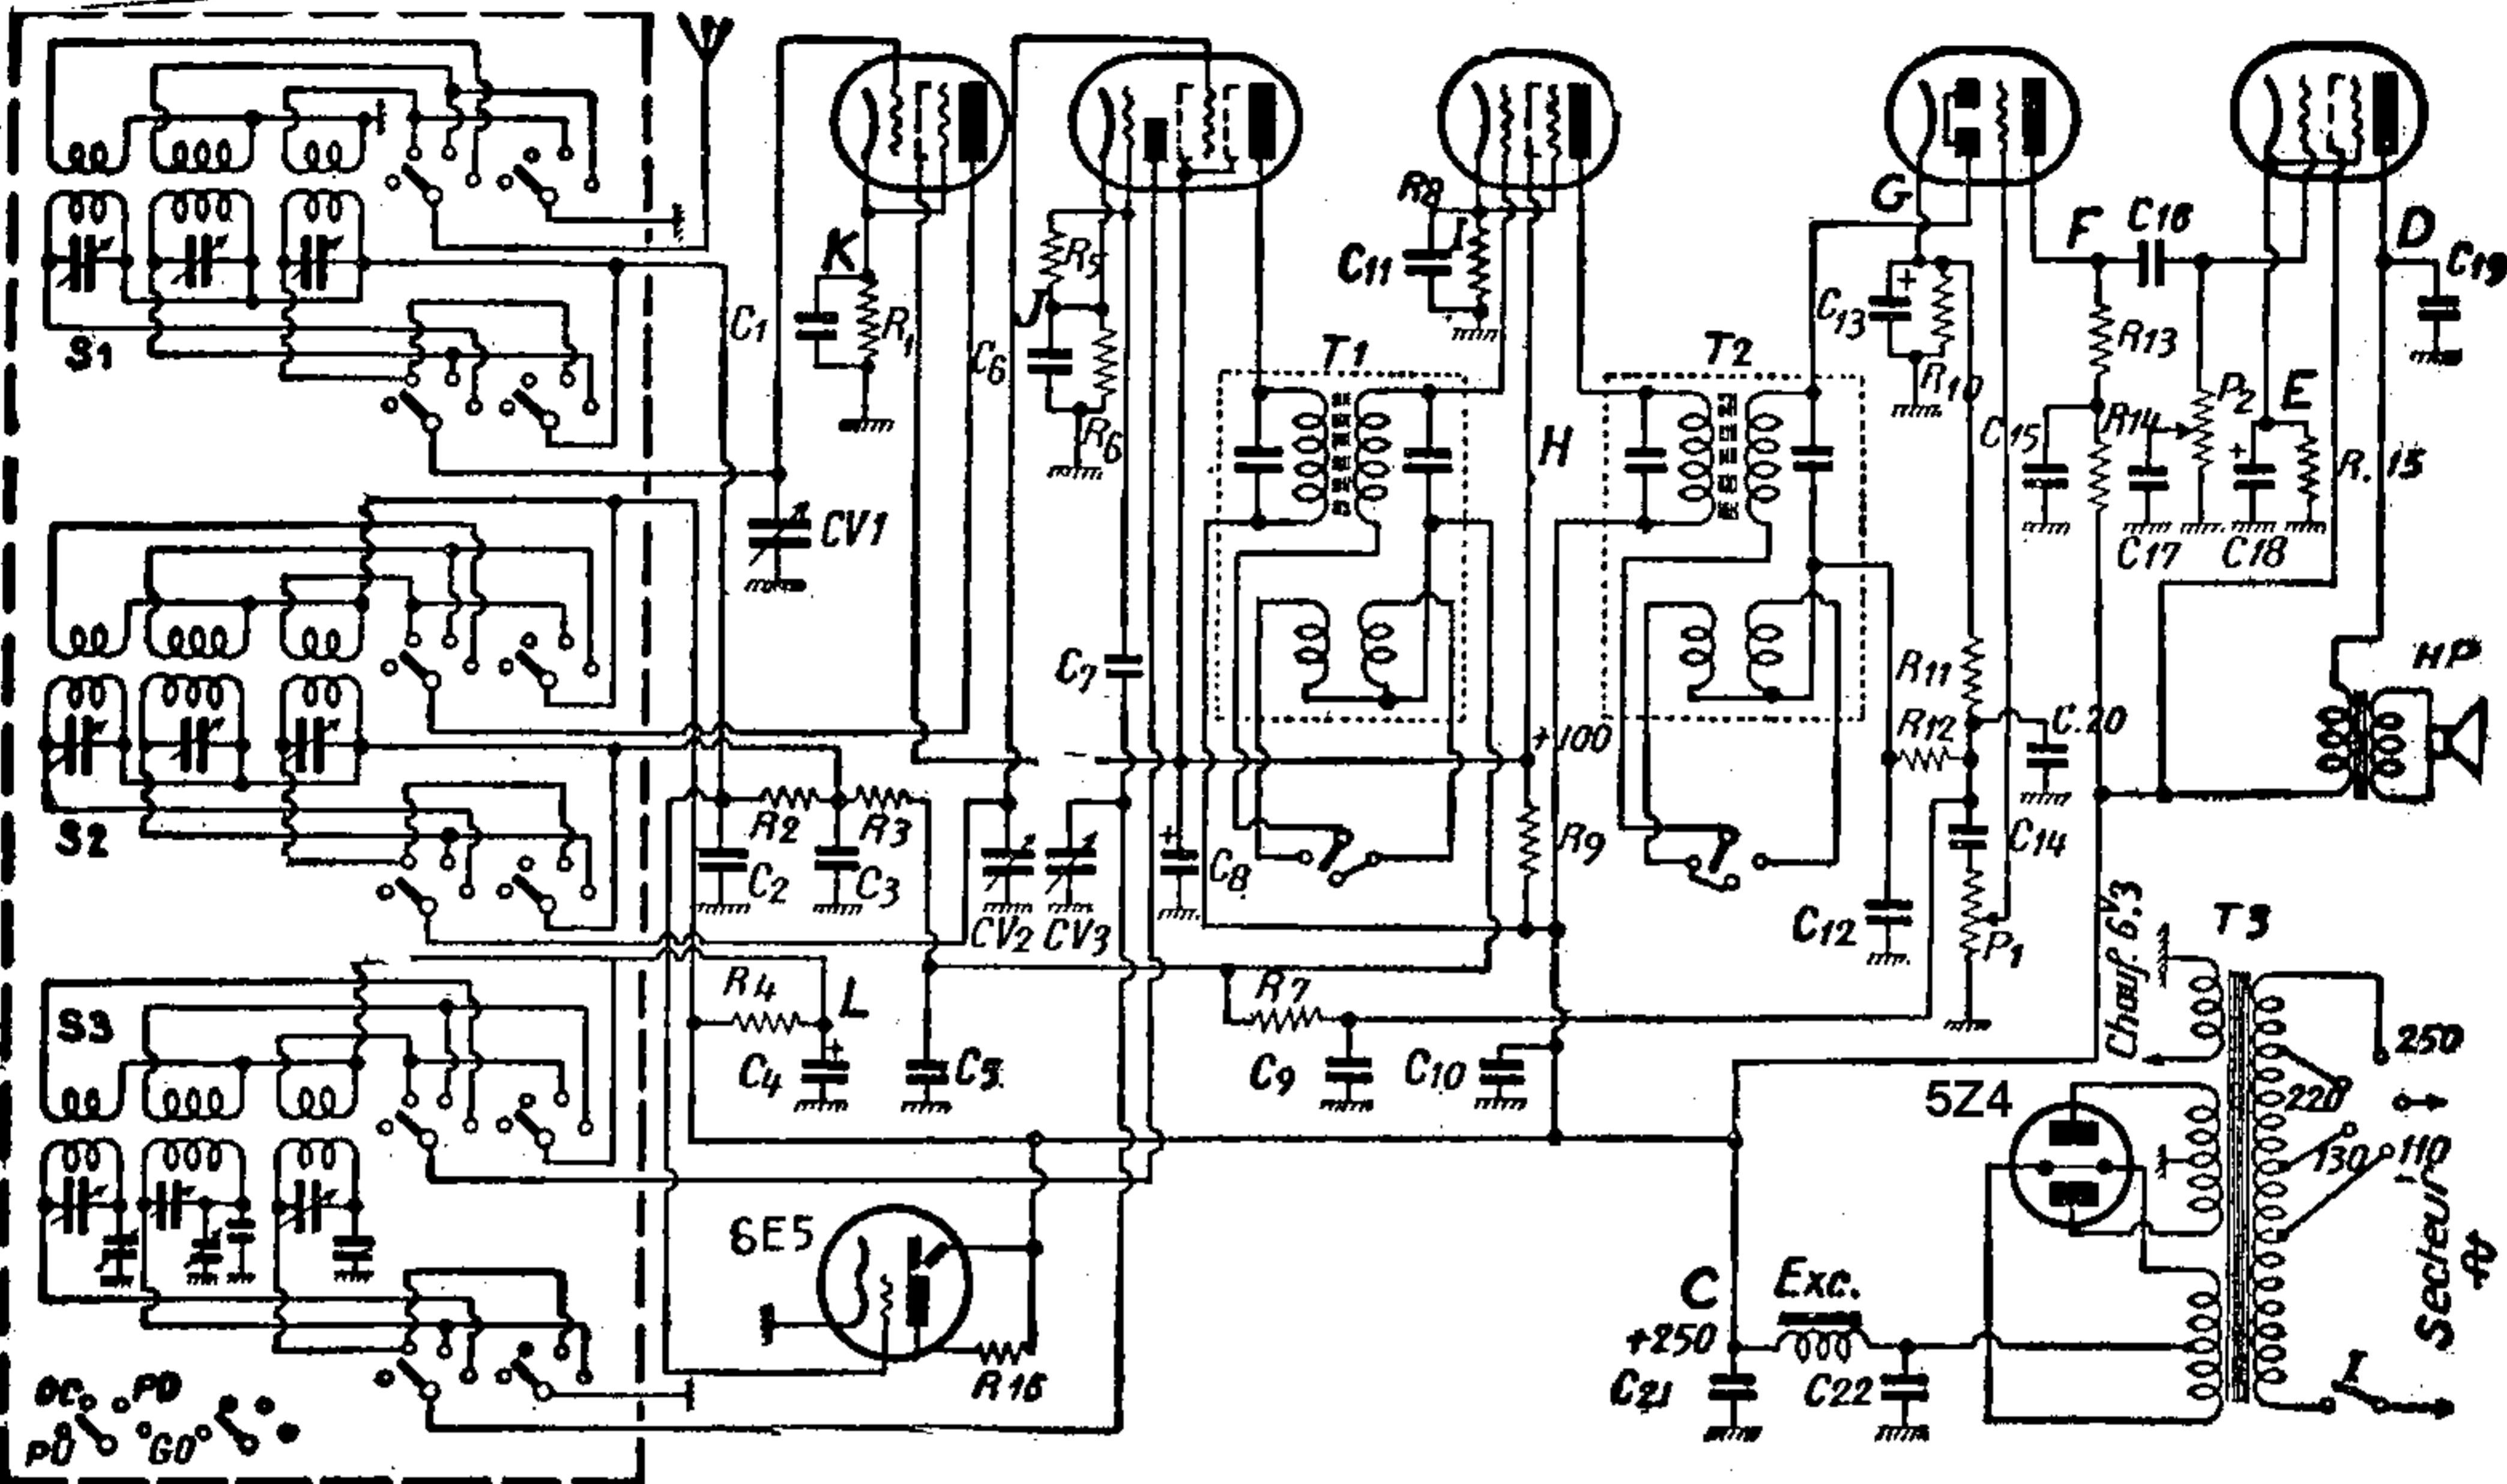 R8
K
G
F
C16
D
C19
C11
R5
C13
C1
R1
J
T1
T2
R13
S1
C6
R10
P2
E
R14
R6
H
C15
R.15
CV1
C17
C18
C7
R11
HP
R12
C.20
+100
S2
R2
R3
R9
C14
C2
C3
C8
CV2
CV3
C12
P1
Chauf. 6V,3
T3
R4
L
R7
S3
250
C4
C5
C9
C10
5Z4
220
130
110
Secteur
6E5
C
Exc.
+250
R16
C21
C22
I
OC
PO
PO
GO